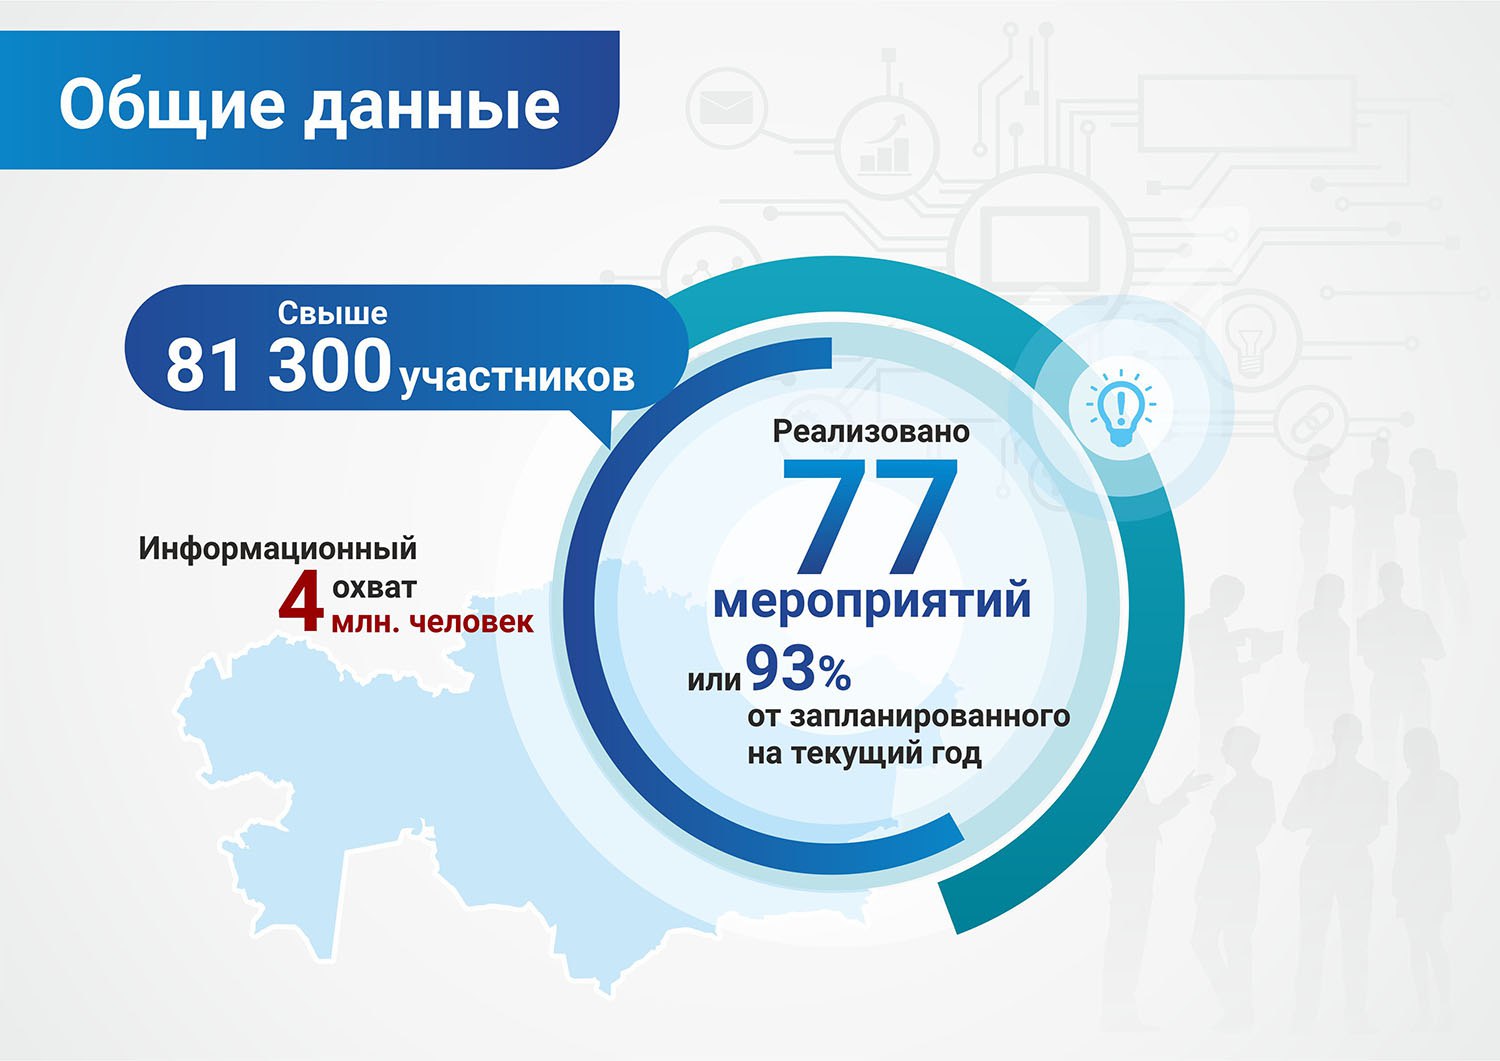 Общие данные
Свыше
81 300 участников
Информационный
охват
4 млн. человек
Реализовано
77
мероприятий
или 93%
от запланированного
на текущий год